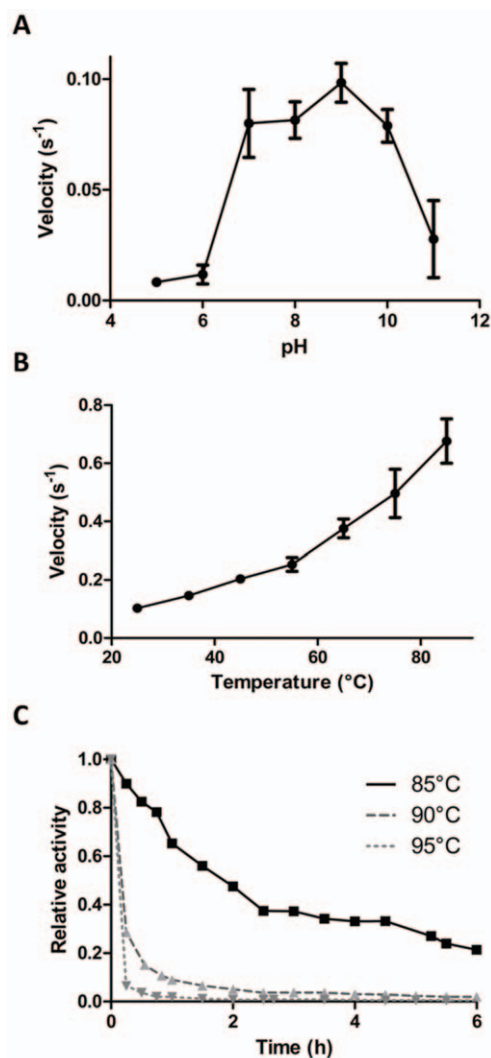 A
Velocity (s⁻¹)
0.10
0.05
0.00
4 6 8 10 12
pH
B
Velocity (s⁻¹)
0.8
0.6
0.4
0.2
0.0
20 40 60 80
Temperature (°C)
C
Relative activity
1.0
0.8
0.6
0.4
0.2
0.0
85°C
90°C
95°C
0 2 4 6
Time (h)